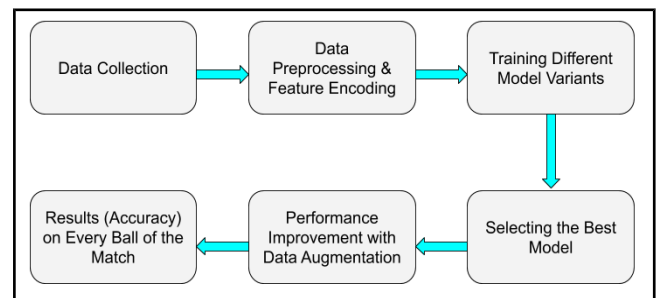 Data Collection
Data
Preprocessing &
Feature Encoding
Training Different
Model Variants
Selecting the Best
Model
Performance
Improvement with
Data Augmentation
Results (Accuracy)
on Every Ball of the
Match